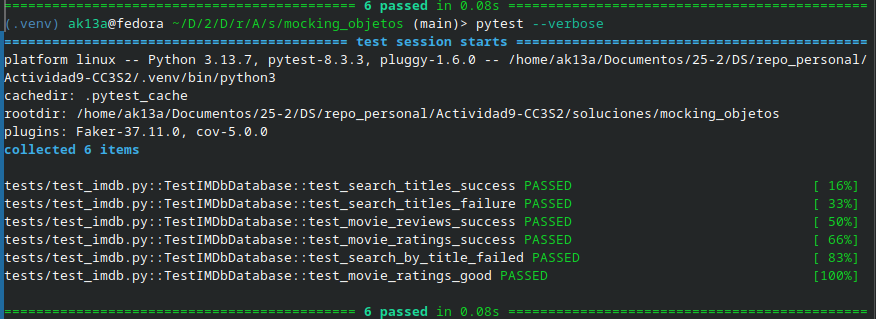 ============================================ 6 passed in 0.08s ============================================
(.venv) ak13a@fedora ~/D/2/D/r/A/s/mocking_objetos (main)> pytest --verbose
========================================== test session starts ==========================================
platform linux -- Python 3.13.7, pytest-8.3.3, pluggy-1.6.0 -- /home/ak13a/Documentos/25-2/DS/repo_personal/
Actividad9-CC3S2/.venv/bin/python3
cachedir: .pytest_cache
rootdir: /home/ak13a/Documentos/25-2/DS/repo_personal/Actividad9-CC3S2/soluciones/mocking_objetos
plugins: Faker-37.11.0, cov-5.0.0
collected 6 items
tests/test_imdb.py::TestIMDbDatabase::test_search_titles_success PASSED [ 16%]
tests/test_imdb.py::TestIMDbDatabase::test_search_titles_failure PASSED [ 33%]
tests/test_imdb.py::TestIMDbDatabase::test_movie_reviews_success PASSED [ 50%]
tests/test_imdb.py::TestIMDbDatabase::test_movie_ratings_success PASSED [ 66%]
tests/test_imdb.py::TestIMDbDatabase::test_search_by_title_failed PASSED [ 83%]
tests/test_imdb.py::TestIMDbDatabase::test_movie_ratings_good PASSED [100%]
============================================ 6 passed in 0.08s ============================================